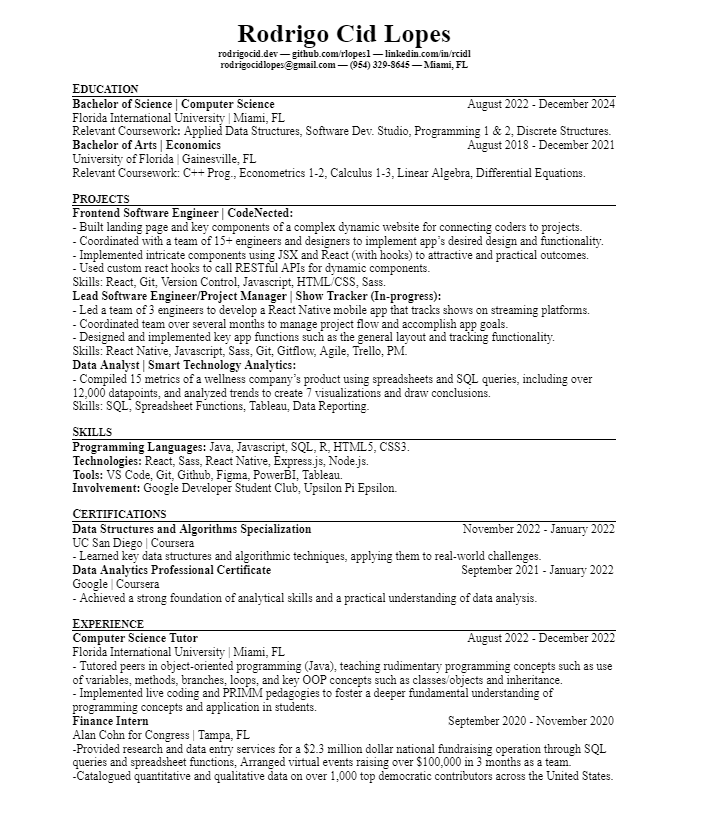 Rodrigo Cid Lopes
rodrigocid.dev — github.com/rlopes1 — linkedin.com/in/rcidl
rodrigocidlopes@gmail.com — (954) 329-8645 — Miami, FL
EDUCATION
Bachelor of Science | Computer Science August 2022 - December 2024
Florida International University | Miami, FL
Relevant Coursework: Applied Data Structures, Software Dev. Studio, Programming 1 & 2, Discrete Structures.
Bachelor of Arts | Economics August 2018 - December 2021
University of Florida | Gainesville, FL
Relevant Coursework: C++ Prog., Econometrics 1-2, Calculus 1-3, Linear Algebra, Differential Equations.
PROJECTS
Frontend Software Engineer | CodeNected:
- Built landing page and key components of a complex dynamic website for connecting coders to projects.
- Coordinated with a team of 15+ engineers and designers to implement app's desired design and functionality.
- Implemented intricate components using JSX and React (with hooks) to attractive and practical outcomes.
- Used custom react hooks to call RESTful APIs for dynamic components.
Skills: React, Git, Version Control, Javascript, HTML/CSS, Sass.
Lead Software Engineer/Project Manager | Show Tracker (In-progress):
- Led a team of 3 engineers to develop a React Native mobile app that tracks shows on streaming platforms.
- Coordinated team over several months to manage project flow and accomplish app goals.
- Designed and implemented key app functions such as the general layout and tracking functionality.
Skills: React Native, Javascript, Sass, Git, Gitflow, Agile, Trello, PM.
Data Analyst | Smart Technology Analytics:
- Compiled 15 metrics of a wellness company's product using spreadsheets and SQL queries, including over
12,000 datapoints, and analyzed trends to create 7 visualizations and draw conclusions.
Skills: SQL, Spreadsheet Functions, Tableau, Data Reporting.
SKILLS
Programming Languages: Java, Javascript, SQL, R, HTML5, CSS3.
Technologies: React, Sass, React Native, Express.js, Node.js.
Tools: VS Code, Git, Github, Figma, PowerBI, Tableau.
Involvement: Google Developer Student Club, Upsilon Pi Epsilon.
CERTIFICATIONS
Data Structures and Algorithms Specialization November 2022 - January 2022
UC San Diego | Coursera
- Learned key data structures and algorithmic techniques, applying them to real-world challenges.
Data Analytics Professional Certificate September 2021 - January 2022
Google | Coursera
- Achieved a strong foundation of analytical skills and a practical understanding of data analysis.
EXPERIENCE
Computer Science Tutor August 2022 - December 2022
Florida International University | Miami, FL
- Tutored peers in object-oriented programming (Java), teaching rudimentary programming concepts such as use
of variables, methods, branches, loops, and key OOP concepts such as classes/objects and inheritance.
- Implemented live coding and PRIMM pedagogies to foster a deeper fundamental understanding of
programming concepts and application in students.
Finance Intern September 2020 - November 2020
Alan Cohn for Congress | Tampa, FL
-Provided research and data entry services for a $2.3 million dollar national fundraising operation through SQL
queries and spreadsheet functions, Arranged virtual events raising over $100,000 in 3 months as a team.
-Catalogued quantitative and qualitative data on over 1,000 top democratic contributors across the United States.